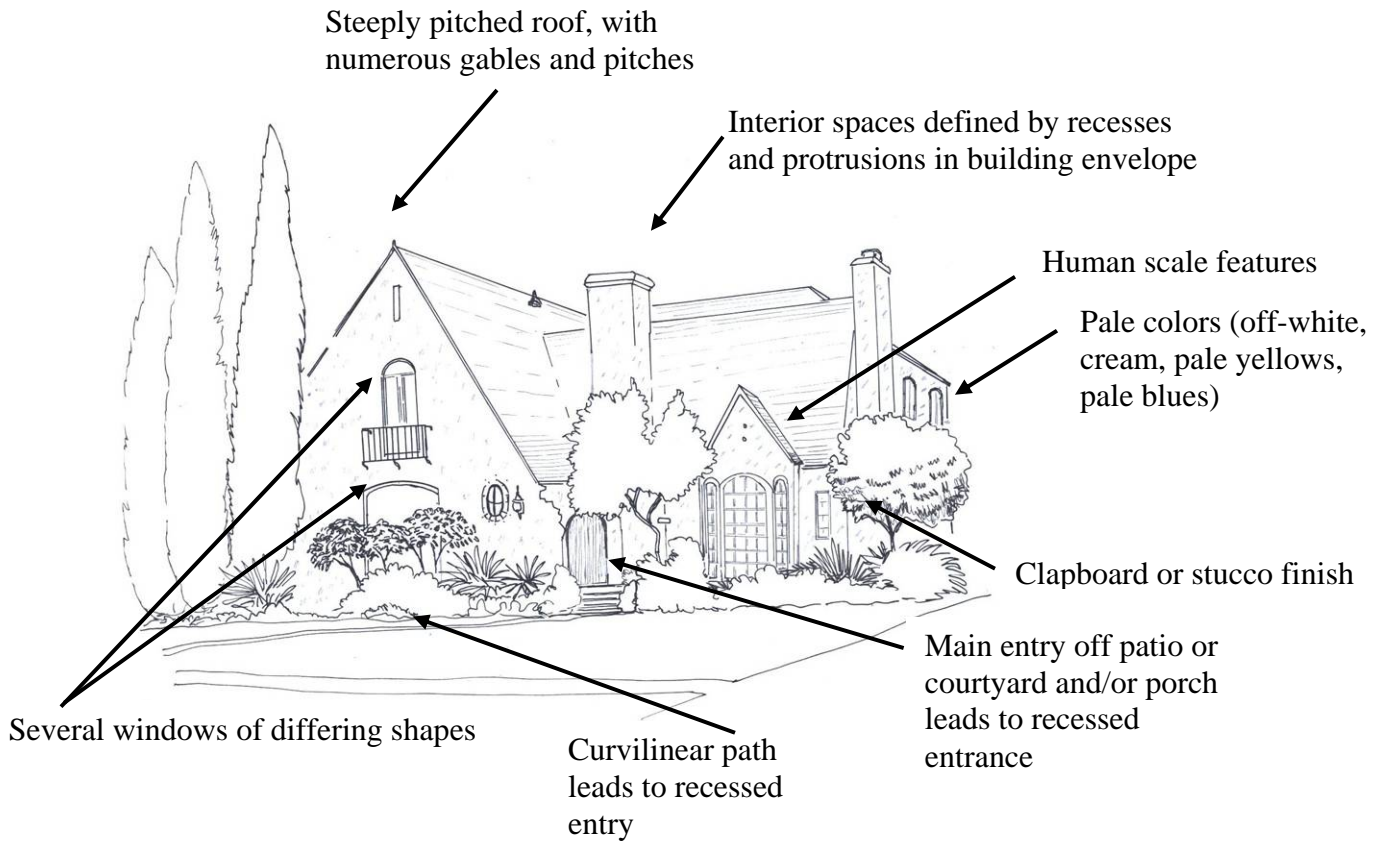 Steeply pitched roof, with
numerous gables and pitches
Interior spaces defined by recesses
and protrusions in building envelope
Human scale features
Pale colors (off-white,
cream, pale yellows,
pale blues)
Clapboard or stucco finish
Main entry off patio or
courtyard and/or porch
leads to recessed
entrance
Several windows of differing shapes
Curvilinear path
leads to recessed
entry